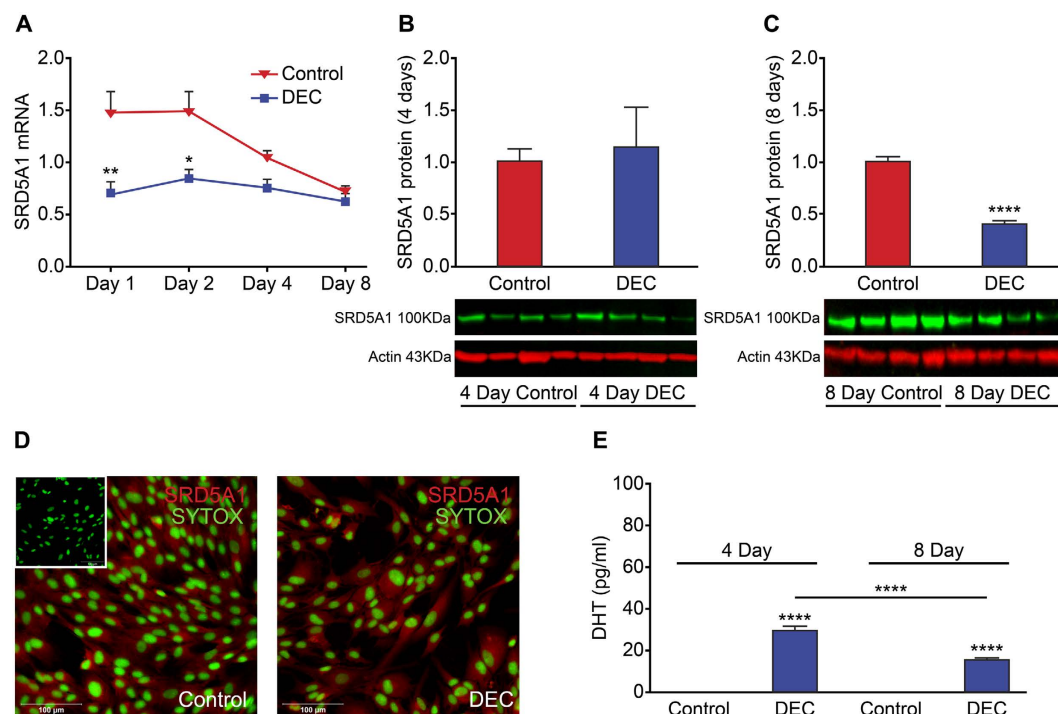 A
SRD5A1 mRNA
2.0
1.5
1.0
0.5
0.0
Control
DEC
**
*
Day 1 Day 2 Day 4 Day 8
B
SRD5A1 protein (4 days)
2.0
1.5
1.0
0.5
0.0
Control DEC
SRD5A1 100KDa
Actin 43KDa
4 Day Control 4 Day DEC
C
SRD5A1 protein (8 days)
2.0
1.5
1.0
0.5
0.0
****
Control DEC
SRD5A1 100KDa
Actin 43KDa
8 Day Control 8 Day DEC
D
SRD5A1
SYTOX
Control
100 µm
SRD5A1
SYTOX
DEC
100 µm
E
DHT (pg/ml)
100
80
60
40
20
0
4 Day 8 Day
****
****
****
Control DEC Control DEC